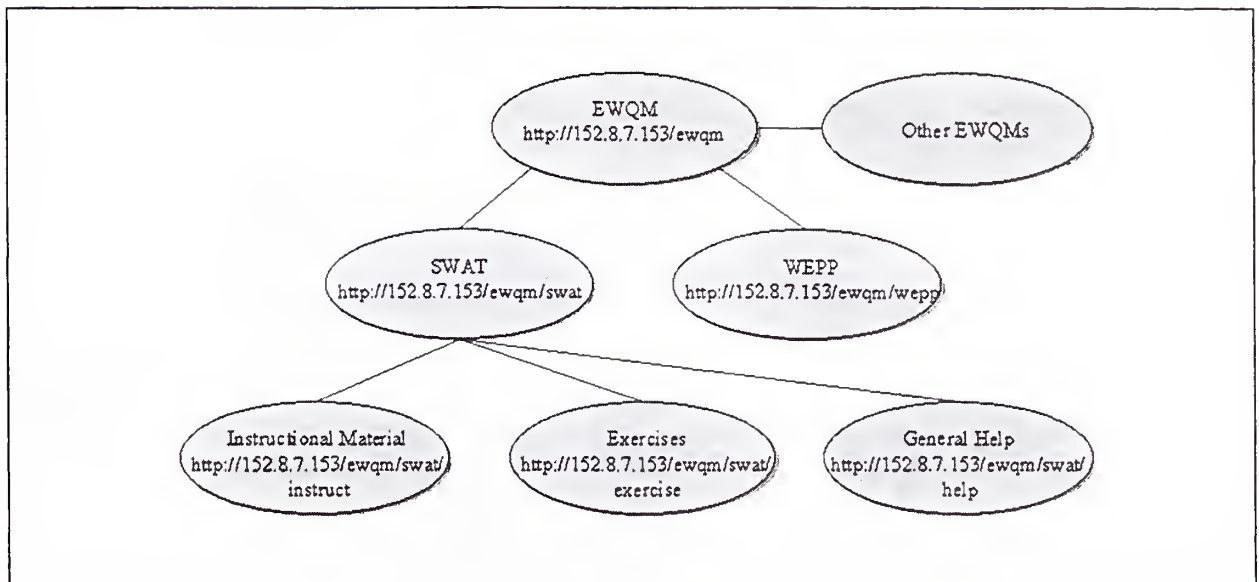 EWQM
http://152.8.7.153/ewqm
Other EWQMs
SWAT
http://152.8.7.153/ewqm/swat
WEPP
http://152.8.7.153/ewqm/wepp
Instructional Material
http://152.8.7.153/ewqm/swat/
instruct
Exercises
http://152.8.7.153/ewqm/swat/
exercise
General Help
http://152.8.7.153/ewqm/swat/
help